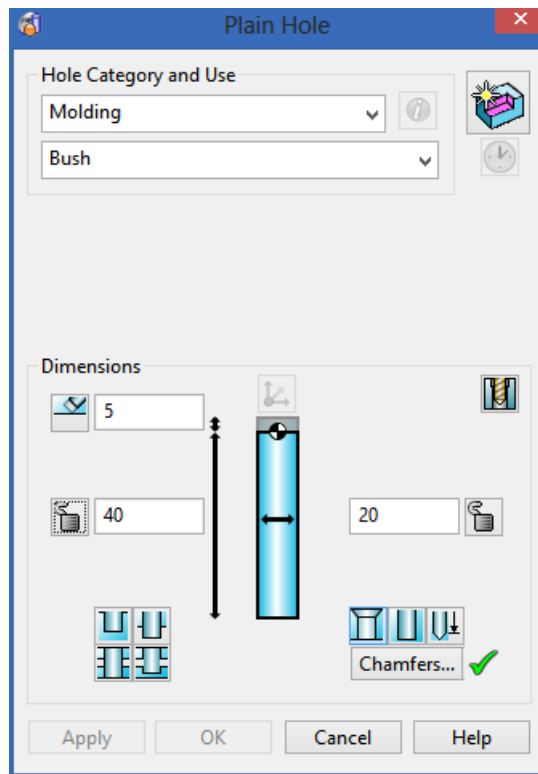 Plain Hole
Hole Category and Use
Molding
Bush
Dimensions
5
40
20
Chamfers...
Apply
OK
Cancel
Help